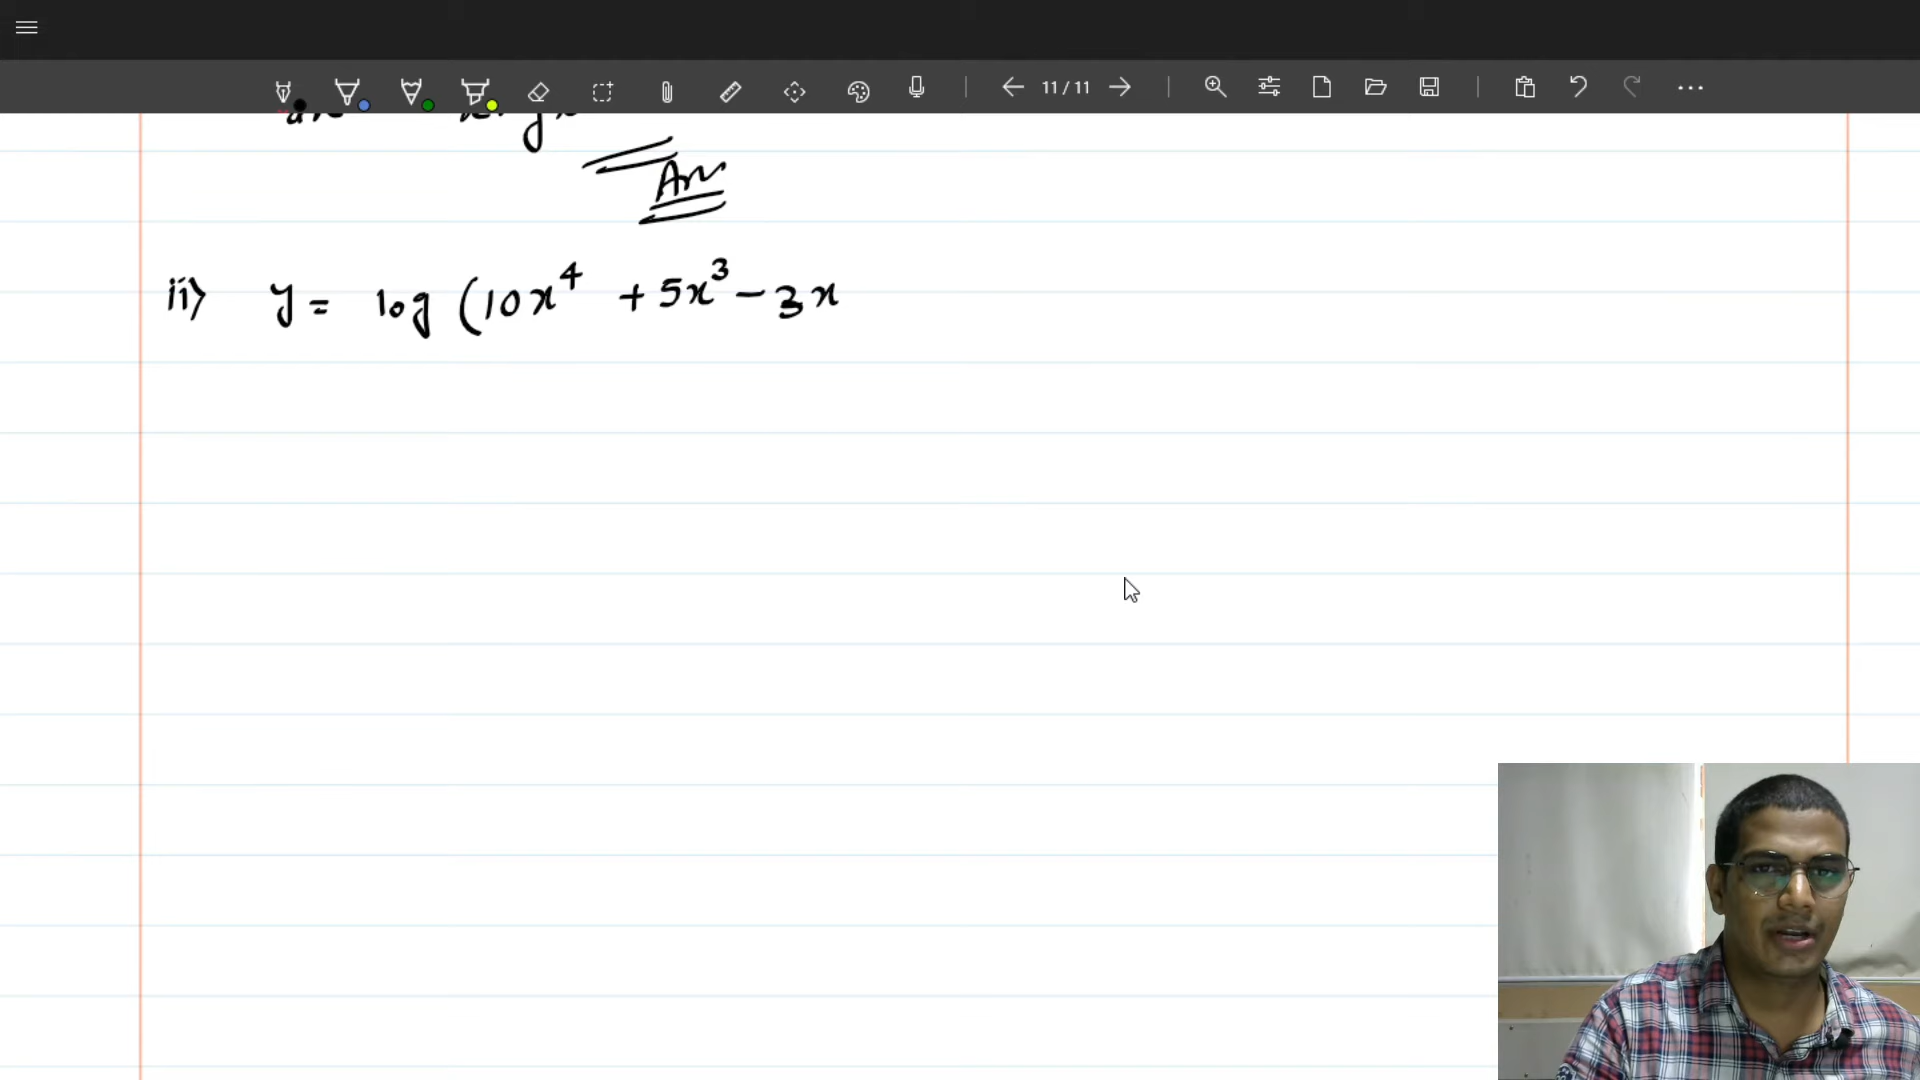 11 / 11
Ans
ii) y = log (10x⁴ + 5x³ - 3x